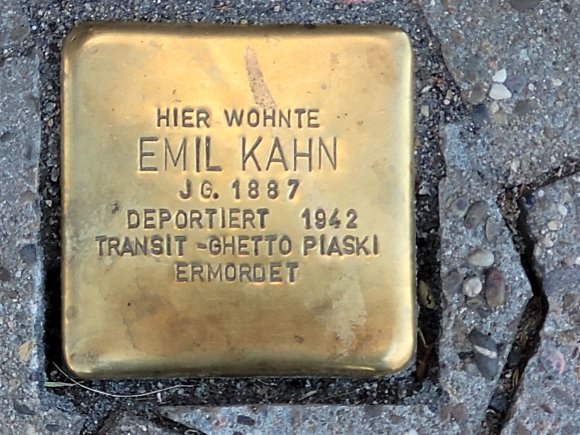 HIER WOHNTE
EMIL KAHN
JG. 1887
DEPORTIERT 1942
TRANSIT-GHETTO PIASKI
ERMORDET